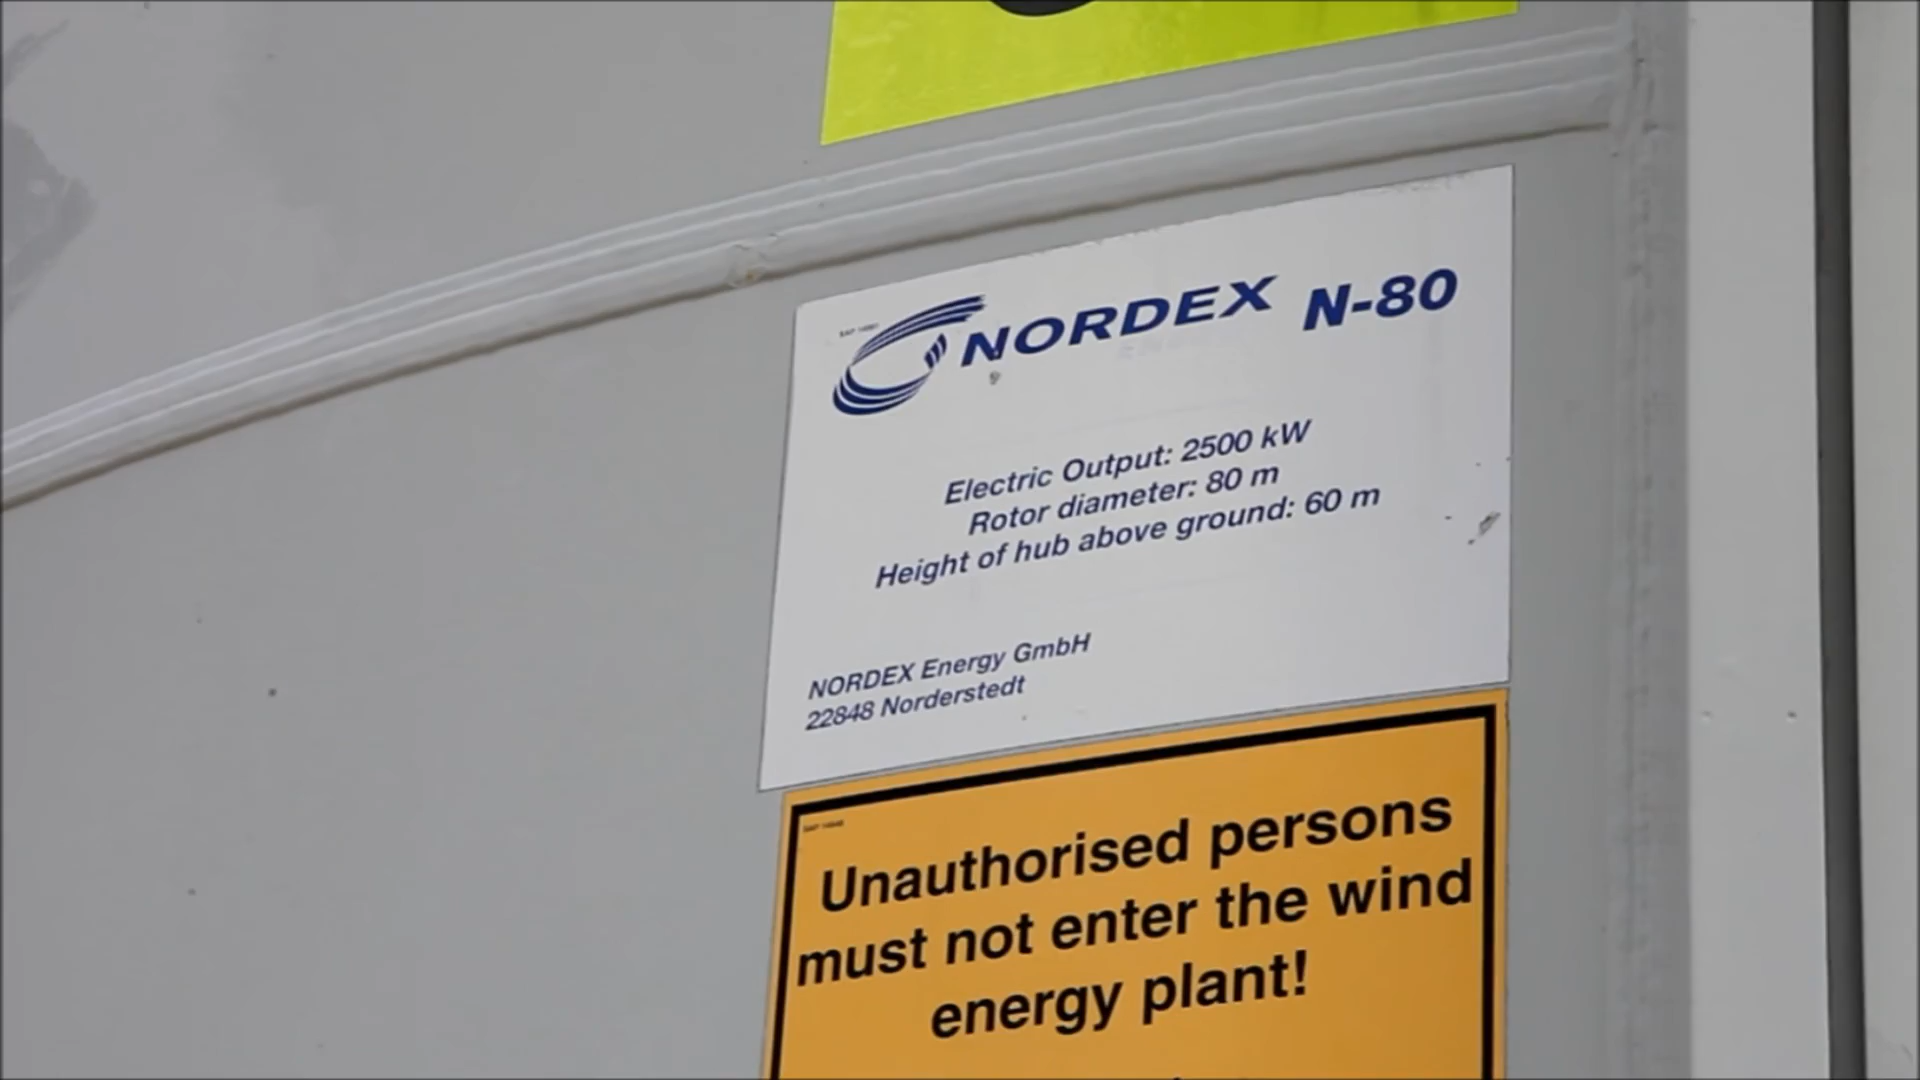 NORDEX N-80
Electric Output: 2500 kW
Rotor diameter: 80 m
Height of hub above ground: 60 m
NORDEX Energy GmbH
22848 Norderstedt
Unauthorised persons
must not enter the wind
energy plant!